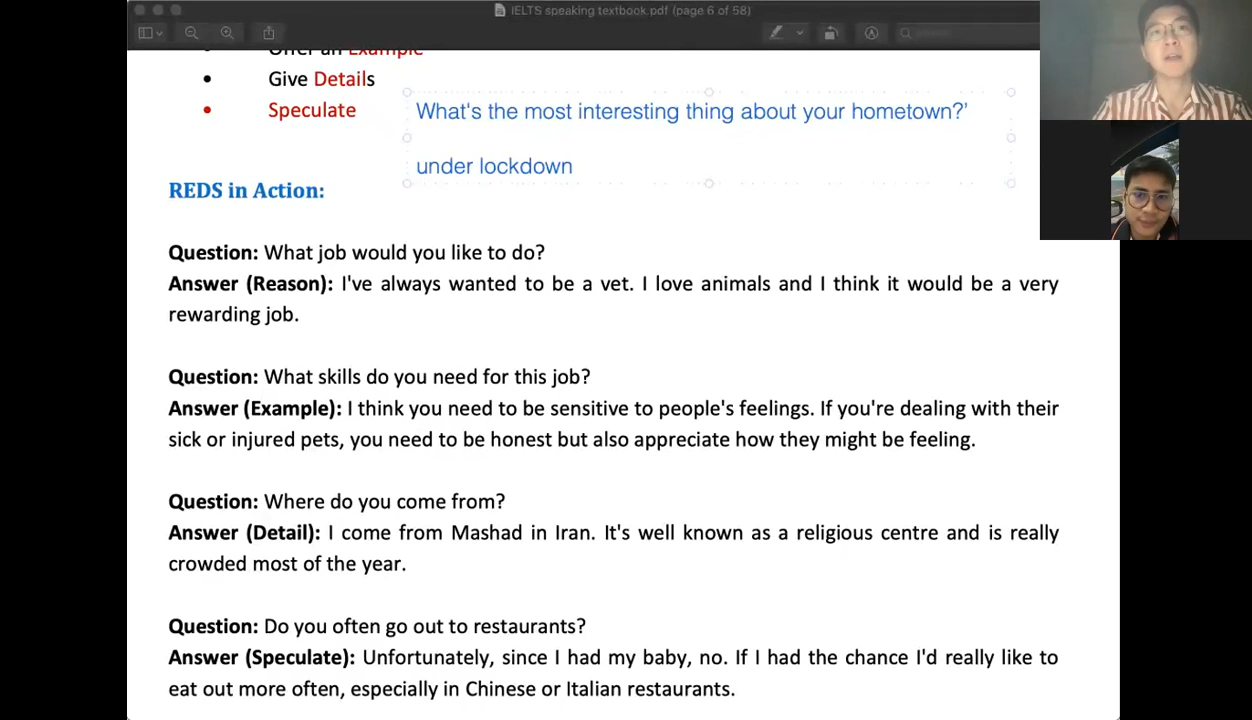 IELTS speaking textbook.pdf (page 6 of 58)
• Offer an Example
• Give Details
• Speculate
What's the most interesting thing about your hometown?'
under lockdown
REDS in Action:
Question: What job would you like to do?
Answer (Reason): I've always wanted to be a vet. I love animals and I think it would be a very
rewarding job.
Question: What skills do you need for this job?
Answer (Example): I think you need to be sensitive to people's feelings. If you're dealing with their
sick or injured pets, you need to be honest but also appreciate how they might be feeling.
Question: Where do you come from?
Answer (Detail): I come from Mashad in Iran. It's well known as a religious centre and is really
crowded most of the year.
Question: Do you often go out to restaurants?
Answer (Speculate): Unfortunately, since I had my baby, no. If I had the chance I'd really like to
eat out more often, especially in Chinese or Italian restaurants.